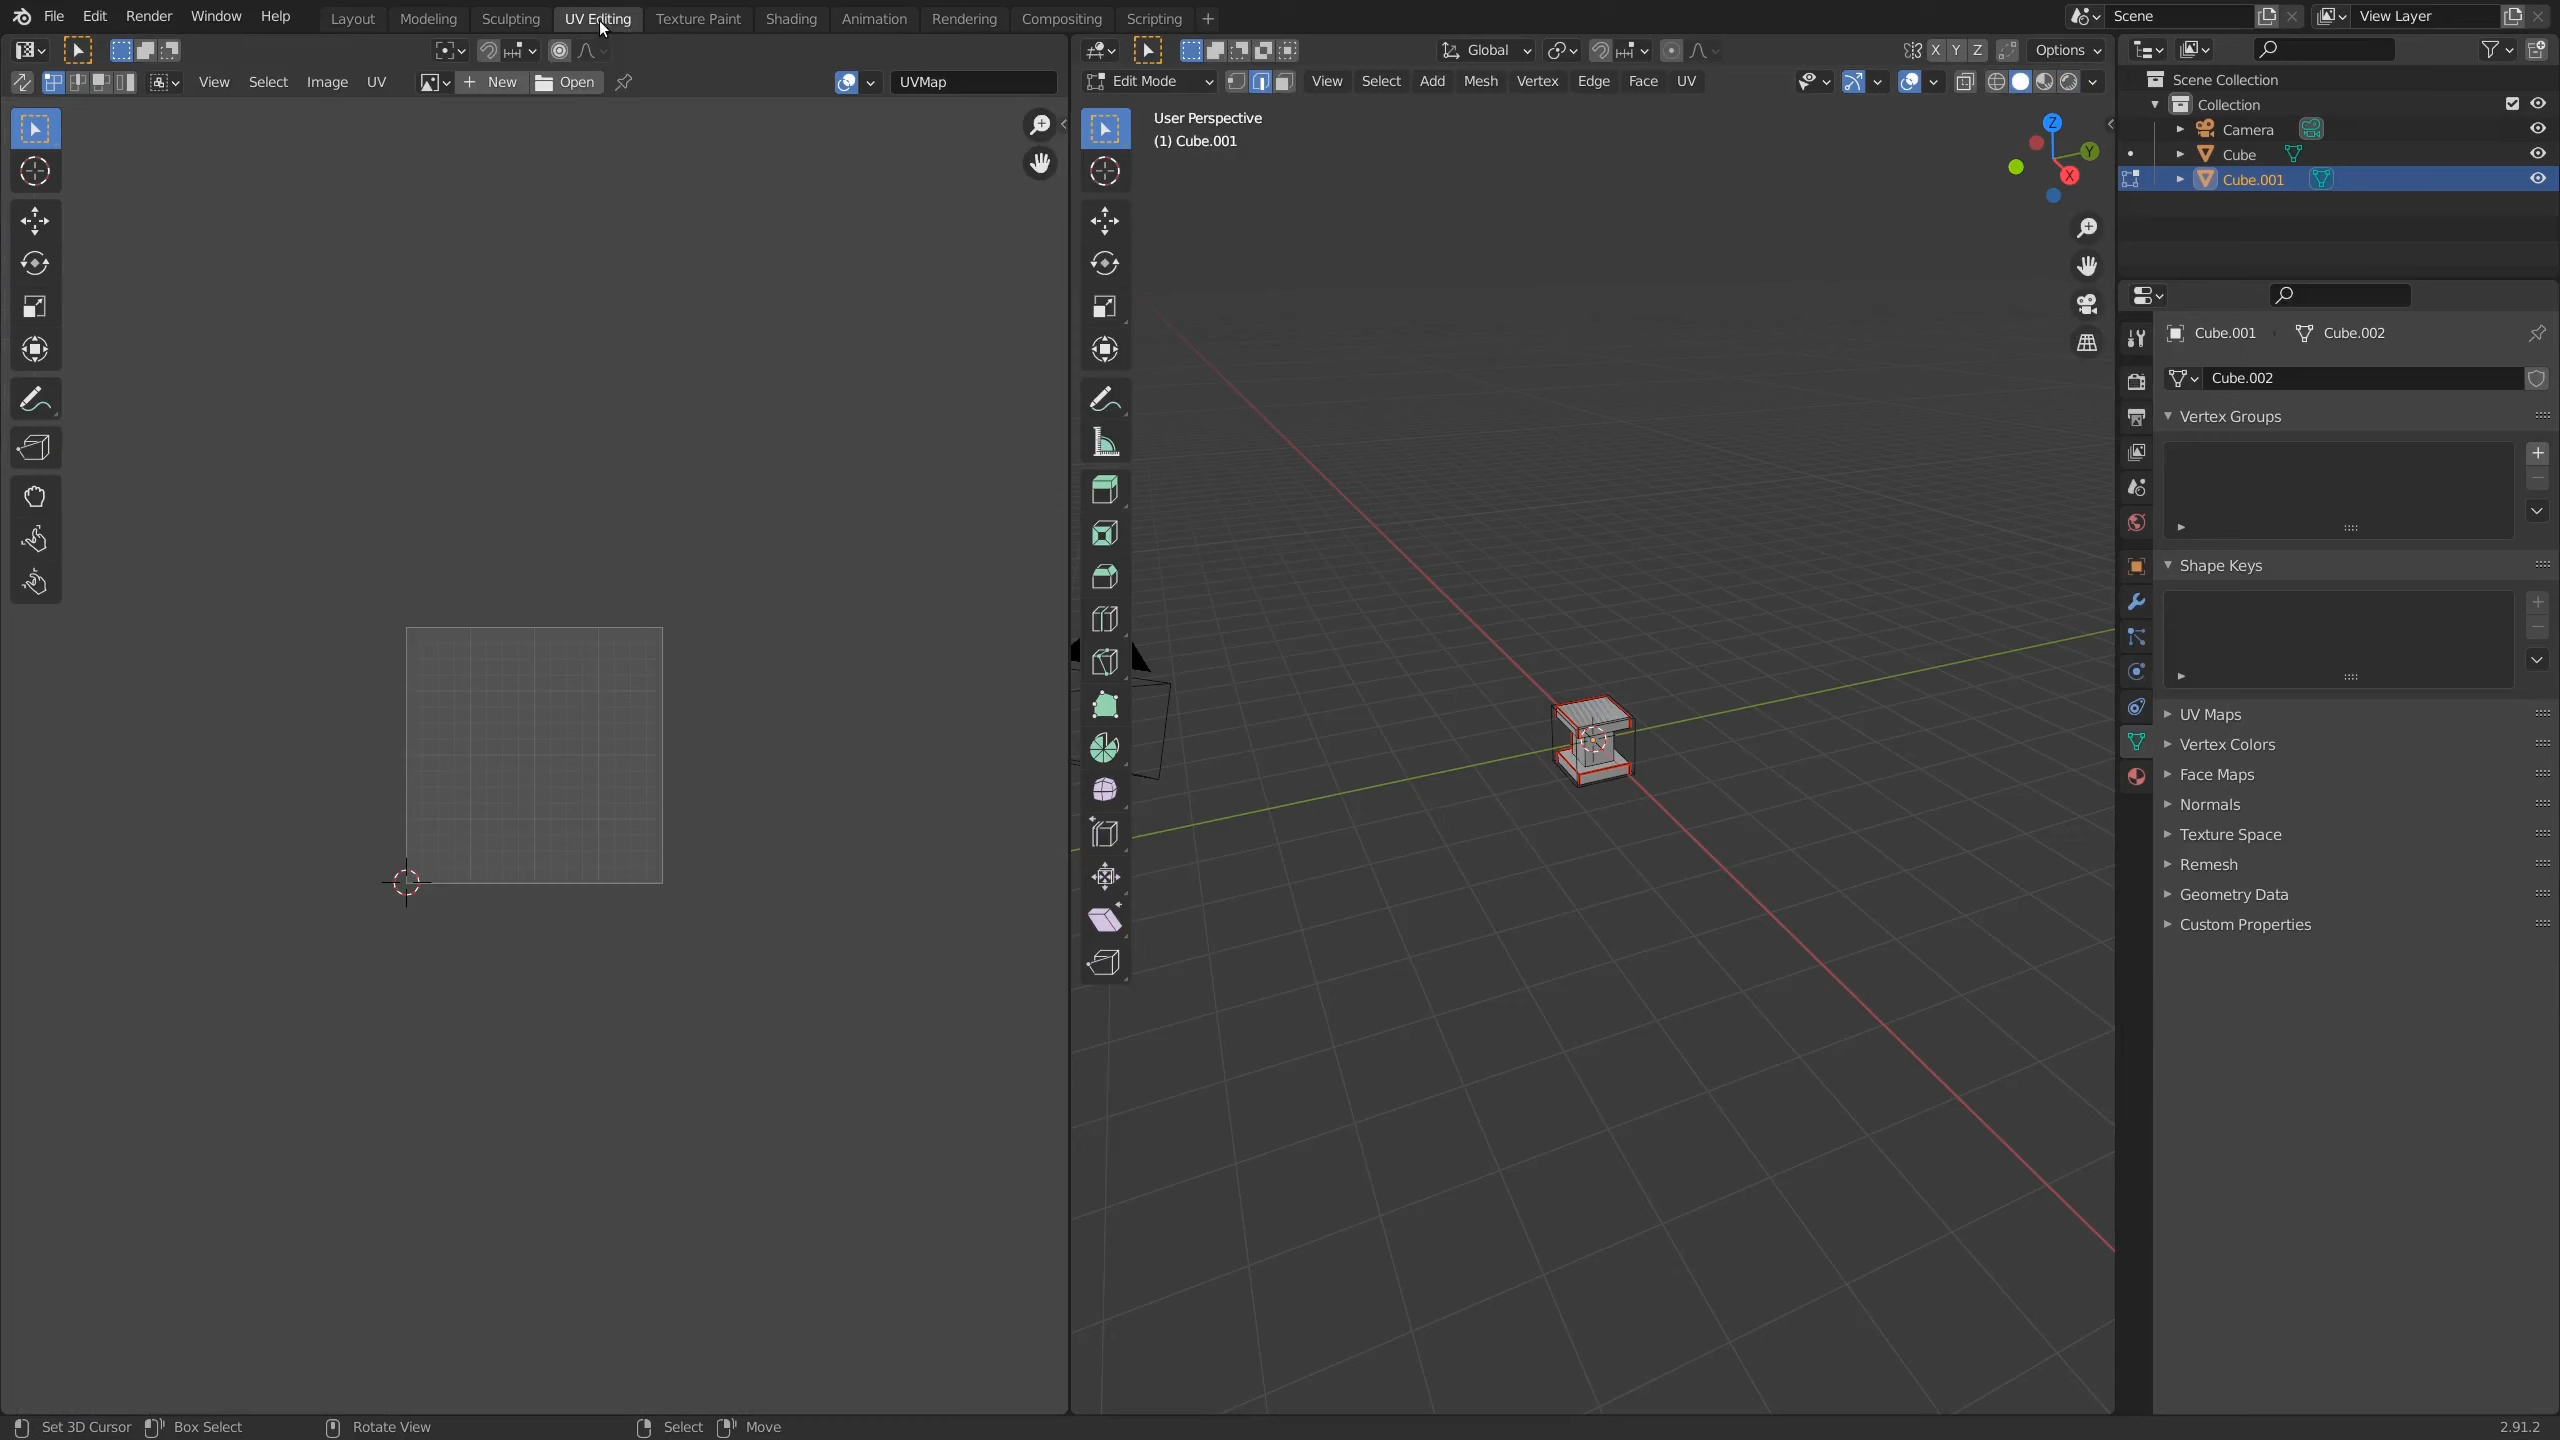 File Edit Render Window Help Layout Modeling Sculpting UV Editing Texture Paint Shading Animation Rendering Compositing Scripting Scene View Layer
Global X Y Z Options
View Select Image UV New Open UVMap Edit Mode View Select Add Mesh Vertex Edge Face UV
Scene Collection
Collection
Camera
Cube
Cube.001
User Perspective
(1) Cube.001
Z
Y
X
Cube.001 Cube.002
Cube.002
Vertex Groups
Shape Keys
UV Maps
Vertex Colors
Face Maps
Normals
Texture Space
Remesh
Geometry Data
Custom Properties
Set 3D Cursor Box Select Rotate View Select Move 2.91.2